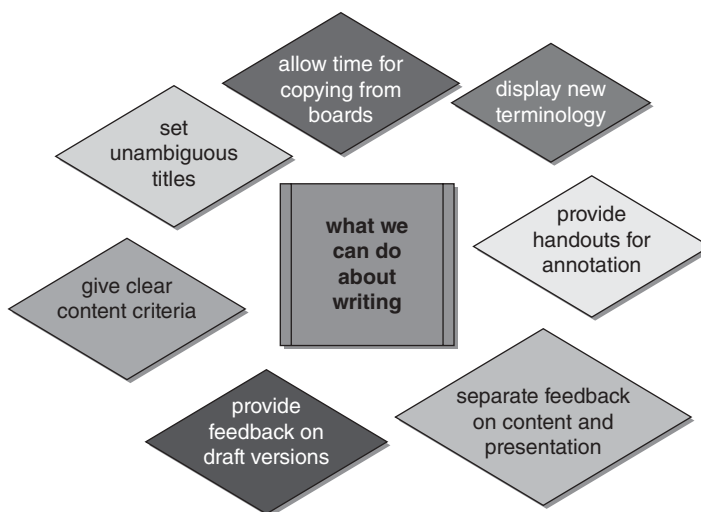 allow time for
copying from
boards
display new
terminology
set
unambiguous
titles
what we
can do
about
writing
provide
handouts for
annotation
give clear
content criteria
separate feedback
on content and
presentation
provide
feedback on
draft versions